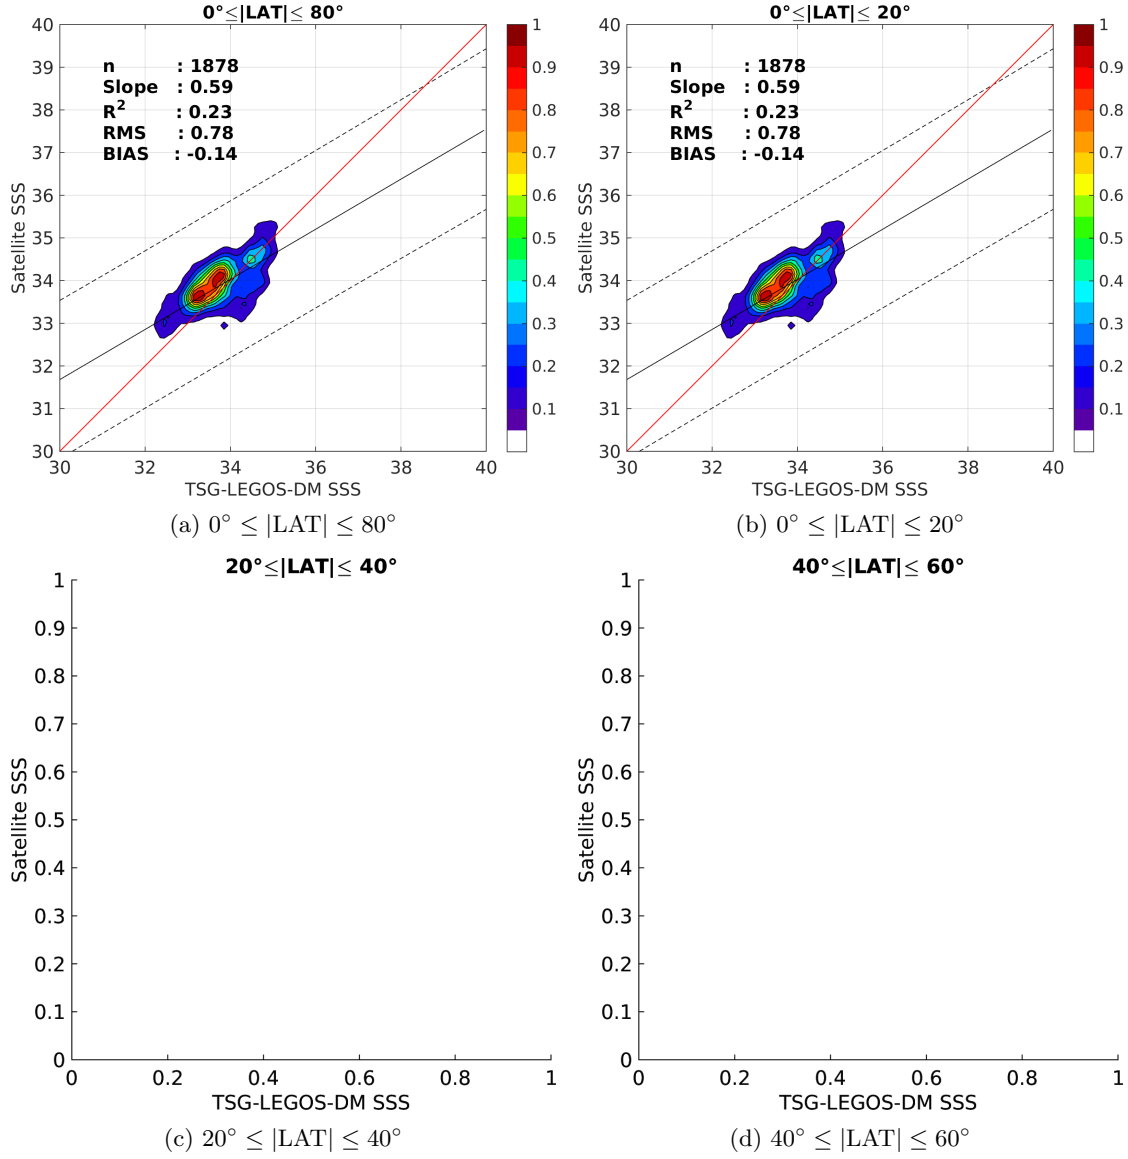 0°≤|LAT|≤ 80°
n : 1878
Slope : 0.59
R² : 0.23
RMS : 0.78
BIAS : -0.14
40
39
38
37
36
35
34
33
32
31
30
30 32 34 36 38 40
Satellite SSS
TSG-LEGOS-DM SSS
1
0.9
0.8
0.7
0.6
0.5
0.4
0.3
0.2
0.1
(a) 0° ≤ |LAT| ≤ 80°
0°≤|LAT|≤ 20°
n : 1878
Slope : 0.59
R² : 0.23
RMS : 0.78
BIAS : -0.14
40
39
38
37
36
35
34
33
32
31
30
30 32 34 36 38 40
Satellite SSS
TSG-LEGOS-DM SSS
1
0.9
0.8
0.7
0.6
0.5
0.4
0.3
0.2
0.1
(b) 0° ≤ |LAT| ≤ 20°
20°≤|LAT|≤ 40°
1
0.9
0.8
0.7
0.6
0.5
0.4
0.3
0.2
0.1
0
0 0.2 0.4 0.6 0.8 1
Satellite SSS
TSG-LEGOS-DM SSS
(c) 20° ≤ |LAT| ≤ 40°
40°≤|LAT|≤ 60°
1
0.9
0.8
0.7
0.6
0.5
0.4
0.3
0.2
0.1
0
0 0.2 0.4 0.6 0.8 1
Satellite SSS
TSG-LEGOS-DM SSS
(d) 40° ≤ |LAT| ≤ 60°